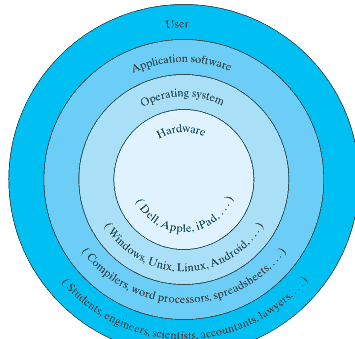 User
Application software
Operating system
Hardware
( Dell, Apple, iPad, . . . )
( Windows, Unix, Linux, Android, . . . )
( Compilers, word processors, spreadsheets, . . . )
( Students, engineers, scientists, accountants, lawyers, . . . )